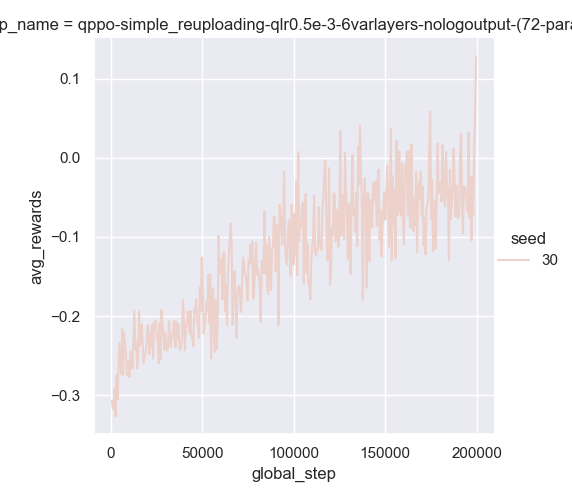 p_name = qppo-simple_reuploading-qlr0.5e-3-6varlayers-nologoutput-(72-para
0.1
0.0
−0.1
−0.2
−0.3
avg_rewards
0
50000
100000
150000
200000
global_step
seed
30